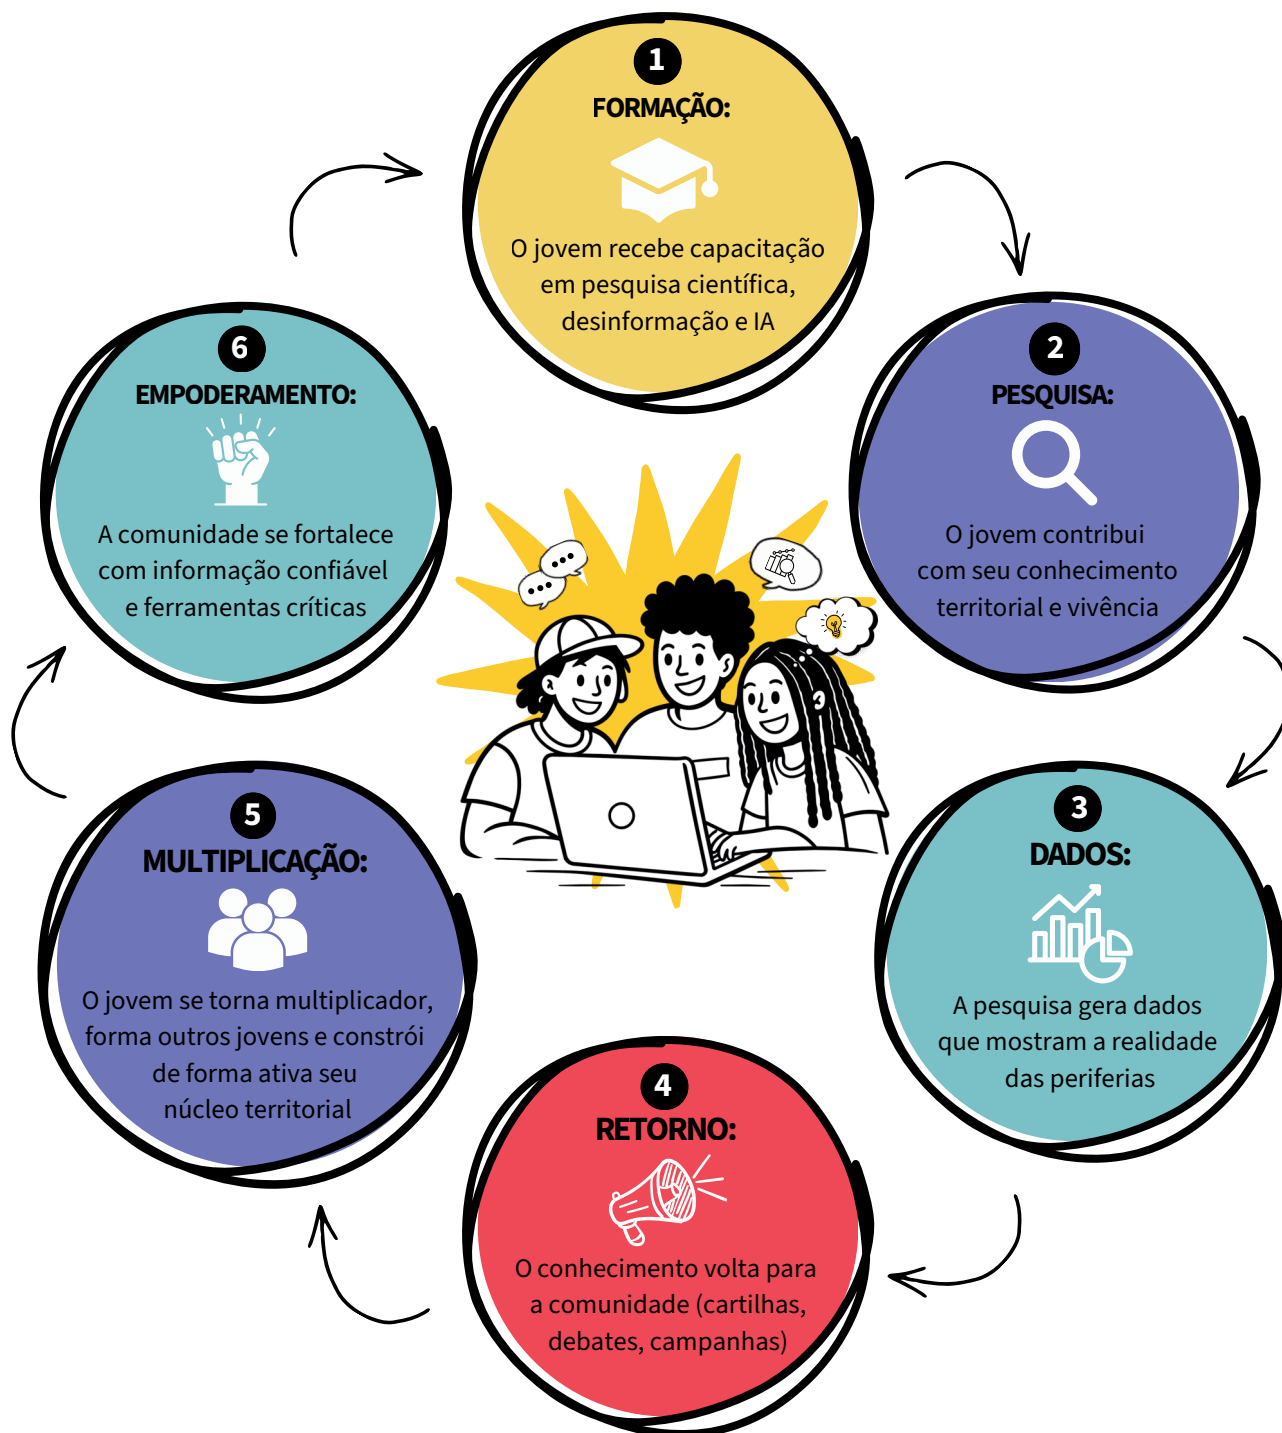 1
FORMAÇÃO:
O jovem recebe capacitação
em pesquisa científica,
desinformação e IA
2
PESQUISA:
O jovem contribui
com seu conhecimento
territorial e vivência
3
DADOS:
A pesquisa gera dados
que mostram a realidade
das periferias
4
RETORNO:
O conhecimento volta para
a comunidade (cartilhas,
debates, campanhas)
5
MULTIPLICAÇÃO:
O jovem se torna multiplicador,
forma outros jovens e constrói
de forma ativa seu
núcleo territorial
6
EMPODERAMENTO:
A comunidade se fortalece
com informação confiável
e ferramentas críticas